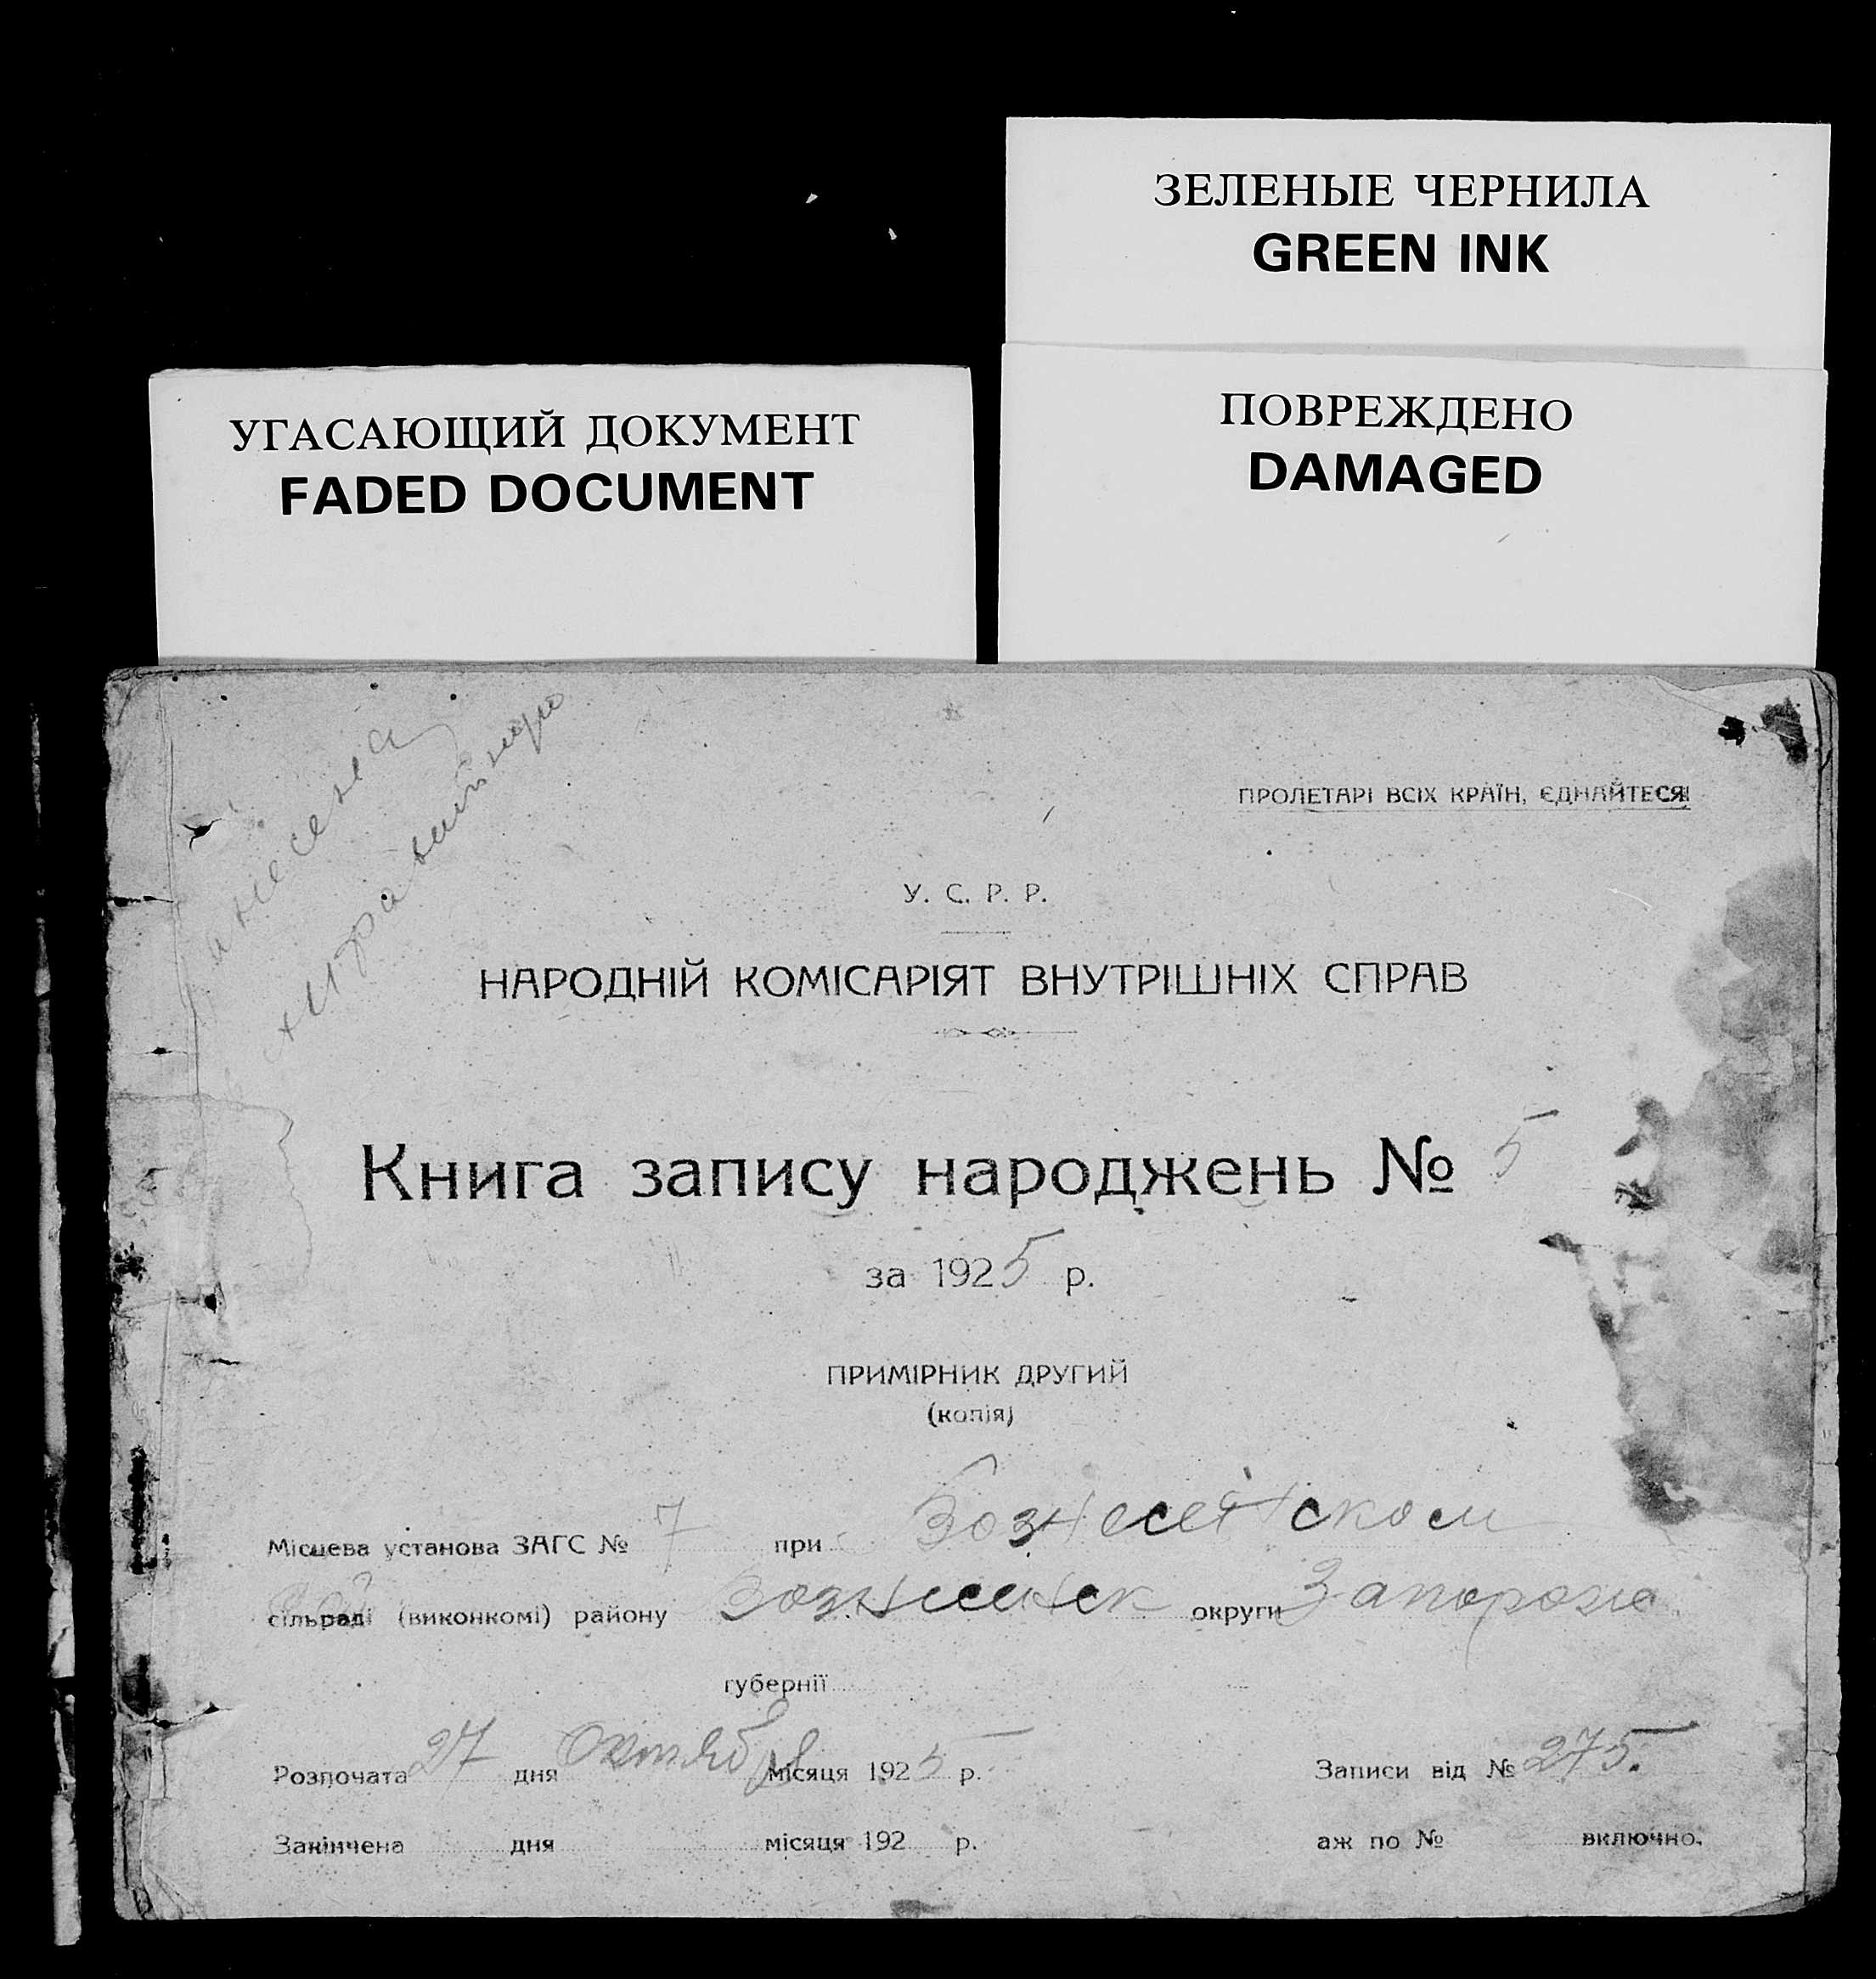 ЗЕЛЕНЫЕ ЧЕРНИЛА
GREEN INK
УГАСАЮЩИЙ ДОКУМЕНТ
FADED DOCUMENT
ПОВРЕЖДЕНО
DAMAGED
ПРОЛЕТАРІ ВСІХ КРАЇН, ЄДНАЙТЕСЯ!
У. С. Р. Р.
НАРОДНІЙ КОМІСАРІЯТ ВНУТРІШНІХ СПРАВ
Книга запису народжень № 5
за 1925 р.
ПРИМІРНИК ДРУГИЙ
(копія)
Місцева установа ЗАГС № 7 при Вознесенском
сільраді (виконкомі) району Вознесенск округи Запорозьс
губернії
Розпочата 27 дня Октября місяця 1925 р. Записи від № 275.
Закінчена дня місяця 192 р. аж по № включно.